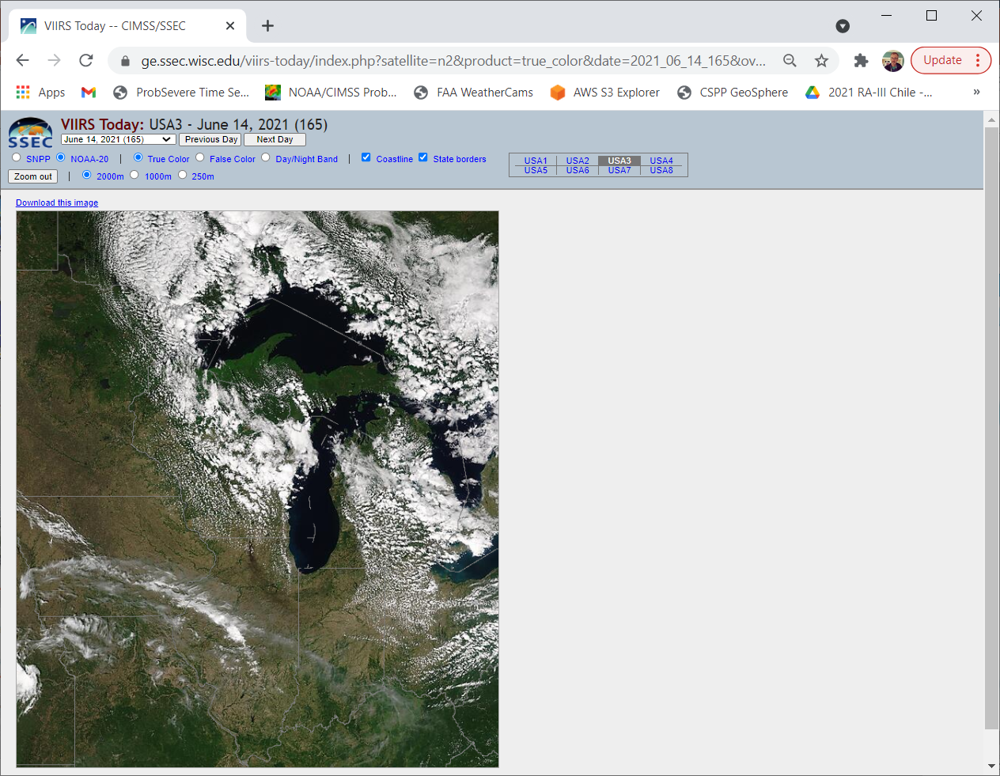 VIIRS Today -- CIMSS/SSEC
ge.ssec.wisc.edu/viirs-today/index.php?satellite=n2&product=true_color&date=2021_06_14_165&ov...
Update
Apps
ProbSevere Time Se...
NOAA/CIMSS Prob...
FAA WeatherCams
AWS S3 Explorer
CSPP GeoSphere
2021 RA-III Chile -...
»
SSEC
VIIRS Today: USA3 - June 14, 2021 (165)
June 14, 2021 (165)
Previous Day
Next Day
SNPP NOAA-20 | True Color False Color Day/Night Band | Coastline State borders
USA1 USA2 USA3 USA4
USA5 USA6 USA7 USA8
Zoom out | 2000m 1000m 250m
Download this image